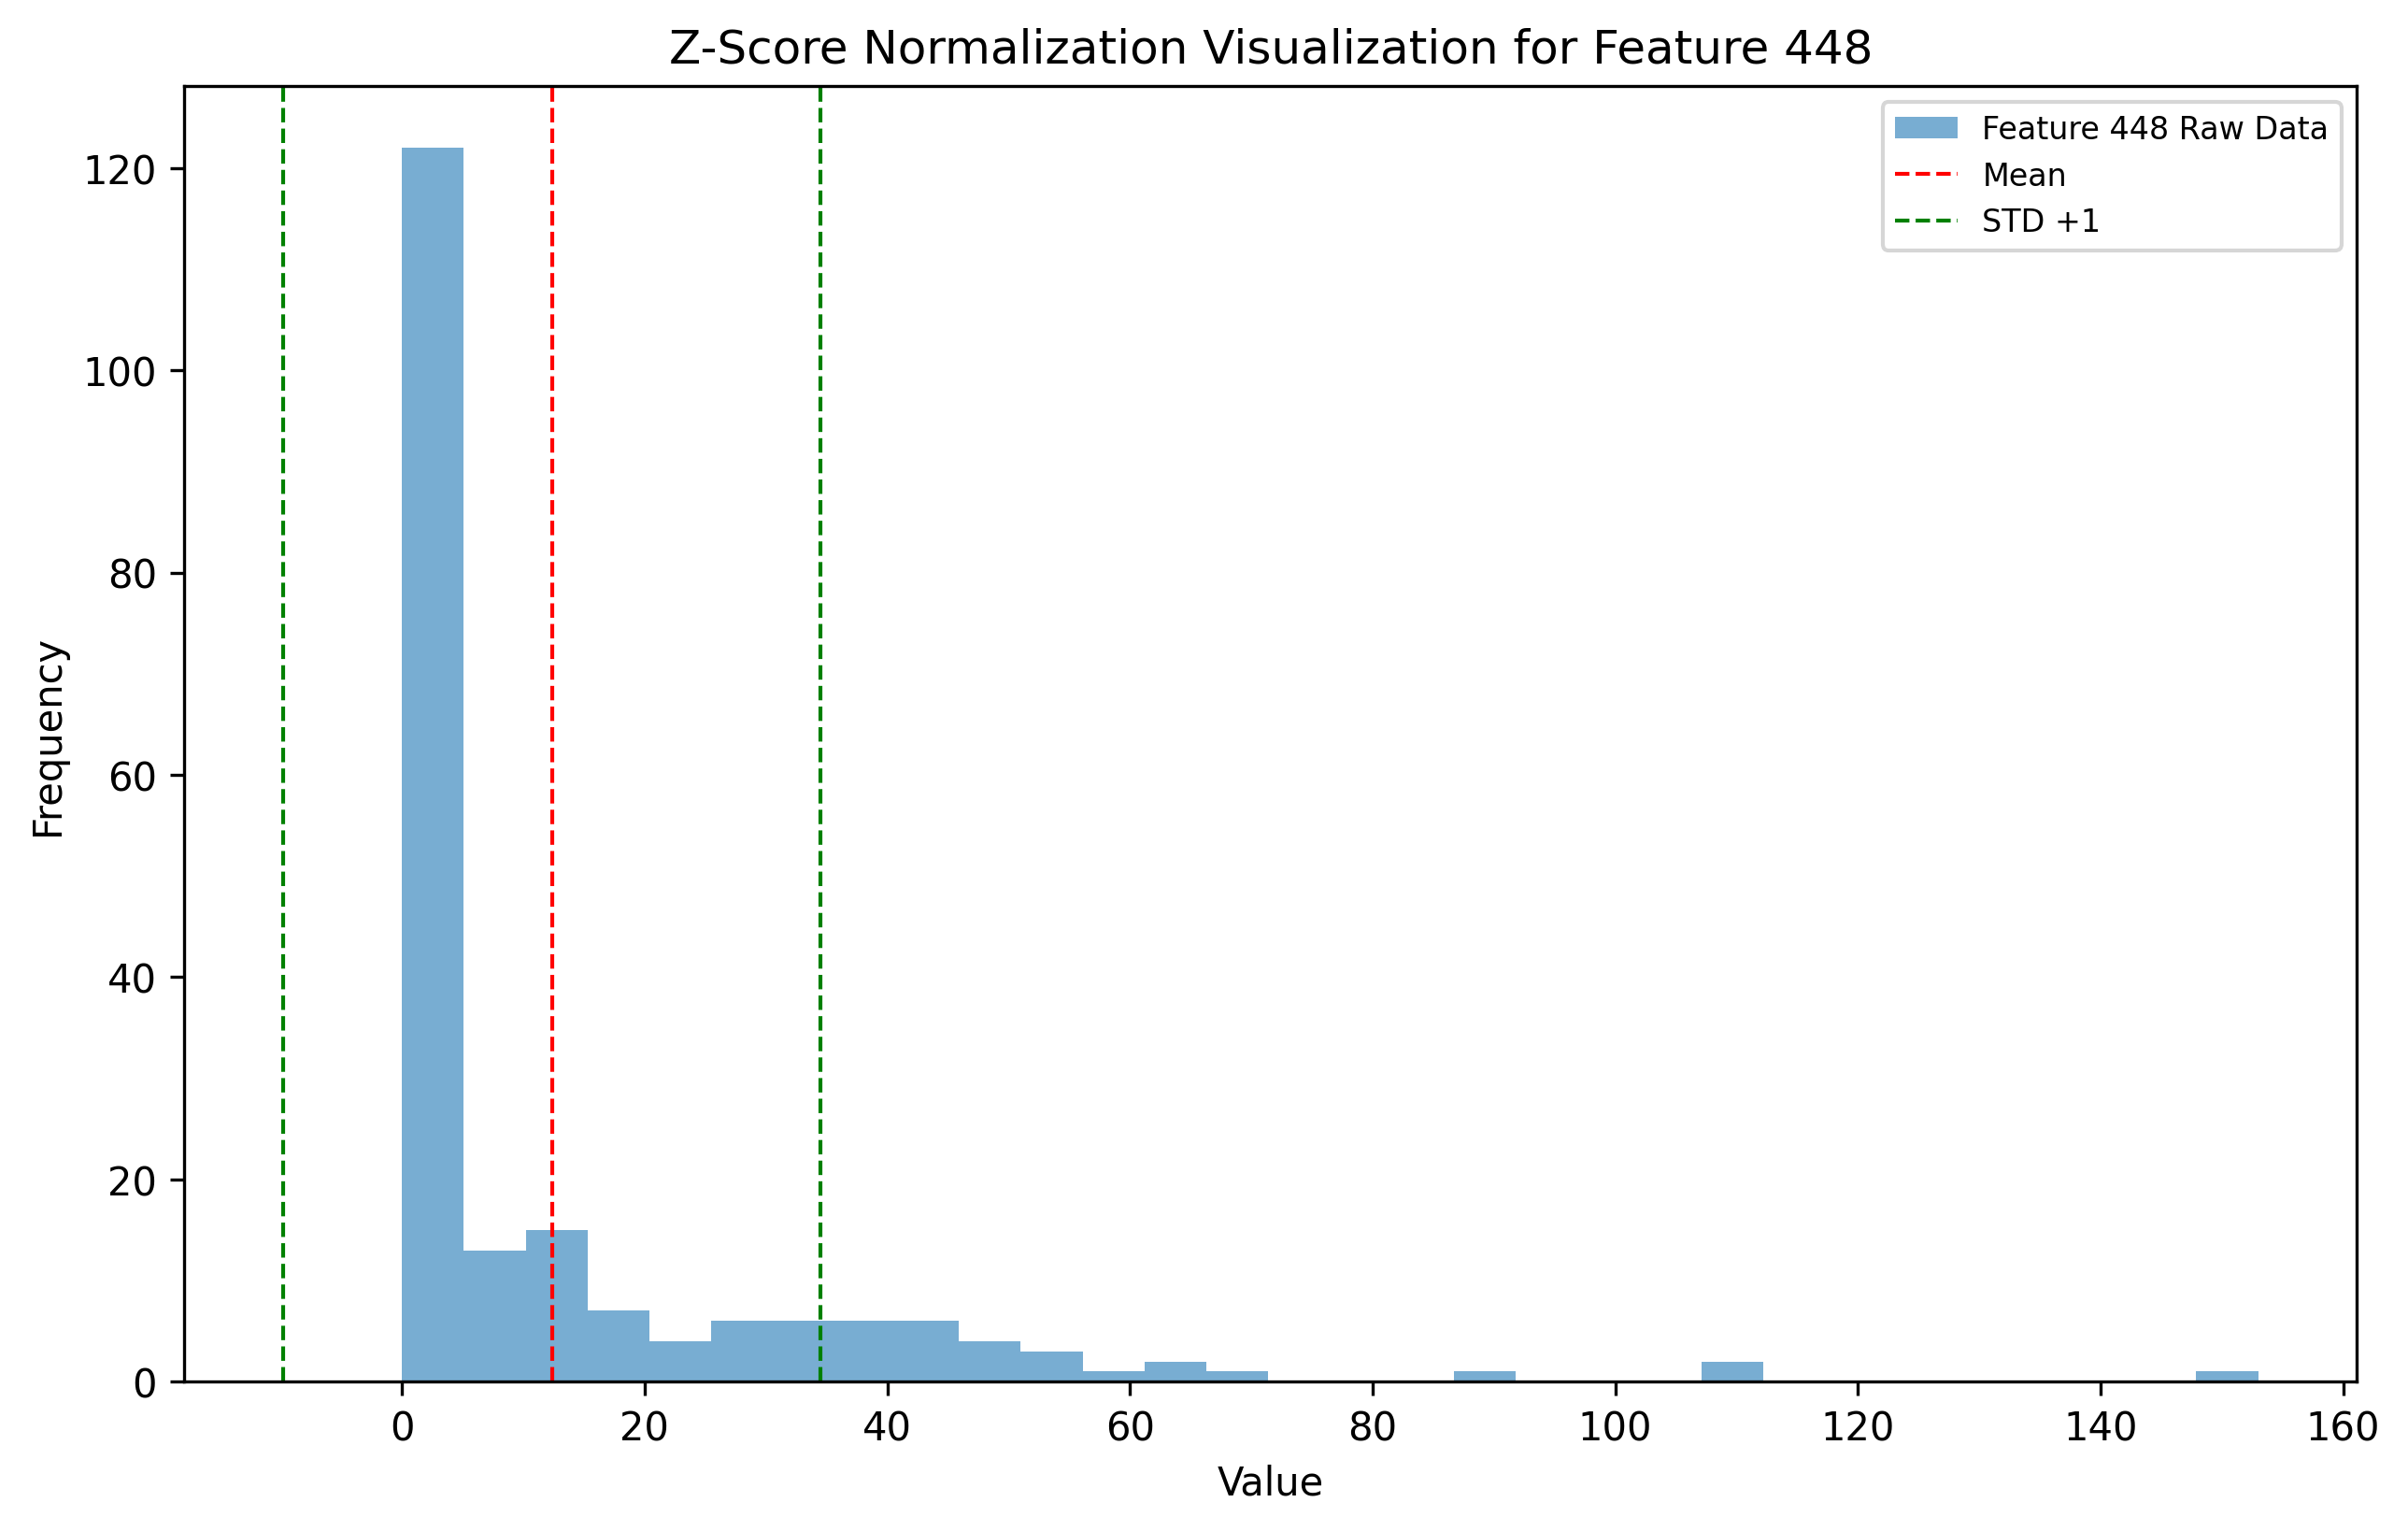 Z-Score Normalization Visualization for Feature 448
Feature 448 Raw Data
Mean
STD +1
120
100
80
60
40
20
0
Frequency
0 20 40 60 80 100 120 140 160
Value